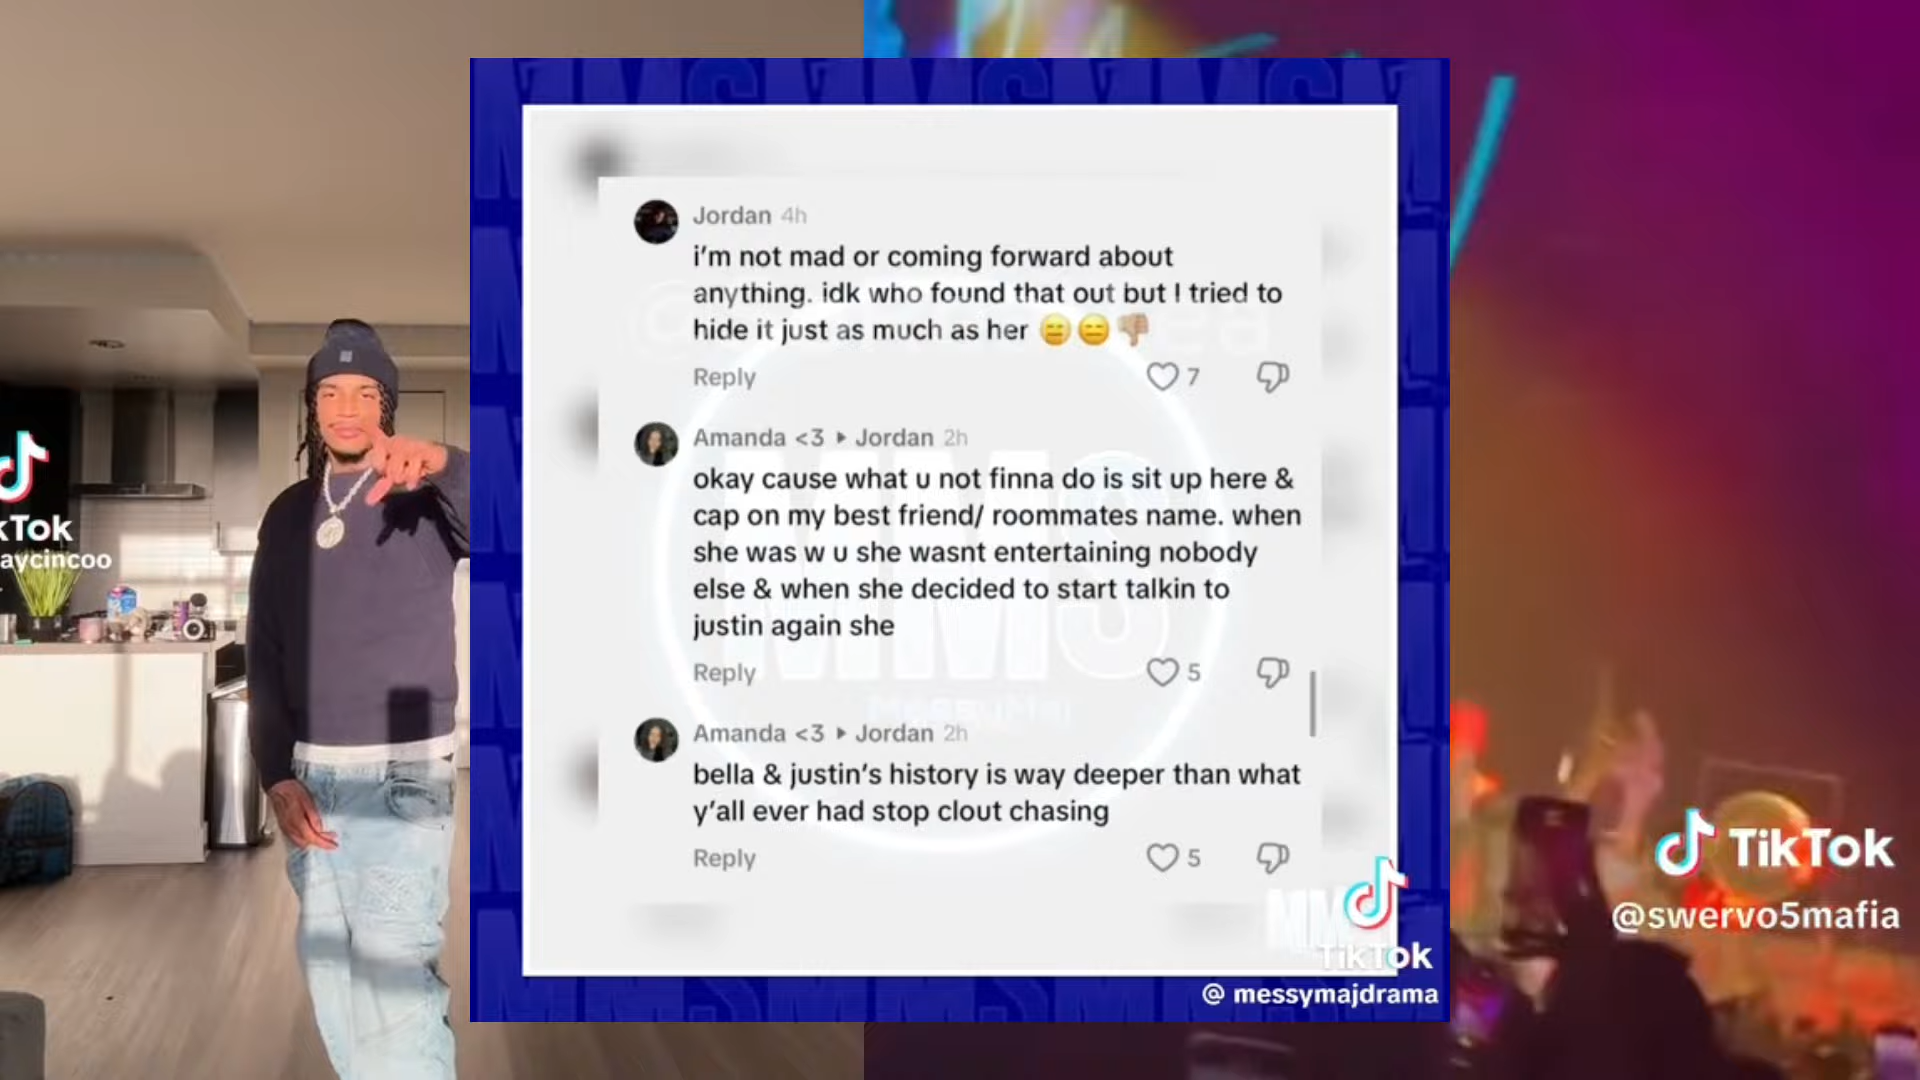 Jordan 4h
i'm not mad or coming forward about
anything. idk who found that out but I tried to
hide it just as much as her 😑😑👎🏼
Reply
7
Amanda <3 ▸ Jordan 2h
okay cause what u not finna do is sit up here &
cap on my best friend/ roommates name. when
she was w u she wasnt entertaining nobody
else & when she decided to start talkin to
justin again she
Reply
5
Amanda <3 ▸ Jordan 2h
bella & justin's history is way deeper than what
y'all ever had stop clout chasing
Reply
5
MMS
TikTok
@ messymajdrama
kTok
aycincoo
TikTok
@swervo5mafia